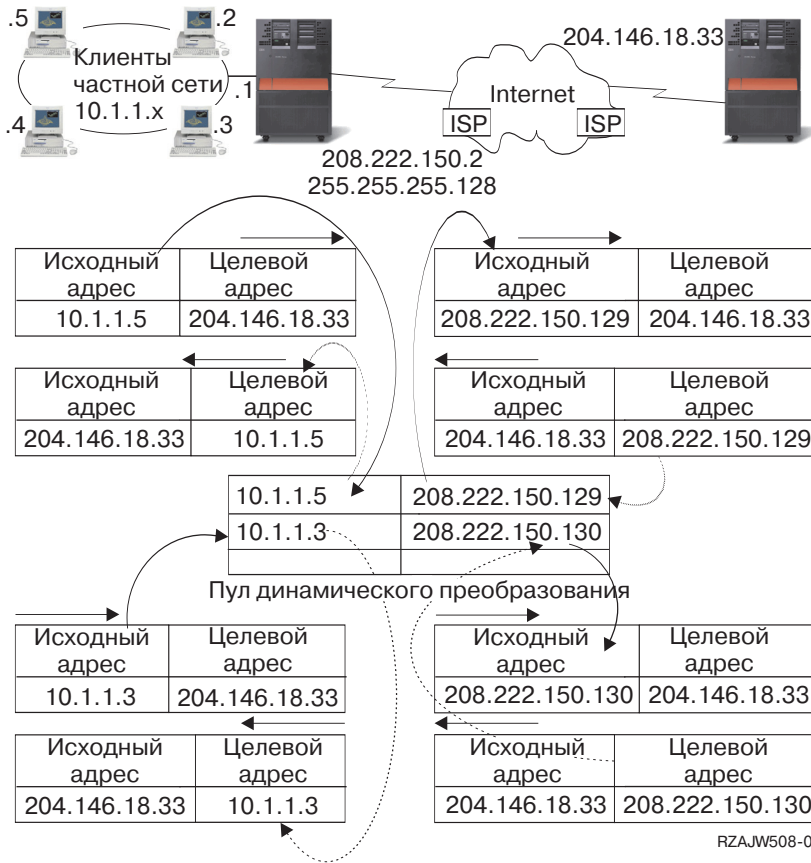 .5
.2
204.146.18.33
Клиенты
частной сети
10.1.1.x
.1
Internet
ISP
ISP
.4
.3
208.222.150.2
255.255.255.128
Исходный адрес
Целевой адрес
10.1.1.5
204.146.18.33
Исходный адрес
Целевой адрес
208.222.150.129
204.146.18.33
Исходный адрес
Целевой адрес
204.146.18.33
10.1.1.5
Исходный адрес
Целевой адрес
204.146.18.33
208.222.150.129
10.1.1.5
208.222.150.129
10.1.1.3
208.222.150.130
Пул динамического преобразования
Исходный адрес
Целевой адрес
10.1.1.3
204.146.18.33
Исходный адрес
Целевой адрес
208.222.150.130
204.146.18.33
Исходный адрес
Целевой адрес
204.146.18.33
10.1.1.3
Исходный адрес
Целевой адрес
204.146.18.33
208.222.150.130
RZAJW508-0